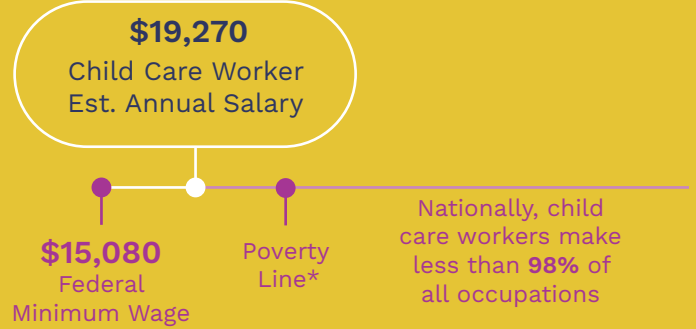 $19,270
Child Care Worker
Est. Annual Salary
$15,080
Federal
Minimum Wage
Poverty
Line*
Nationally, child
care workers make
less than 98% of
all occupations